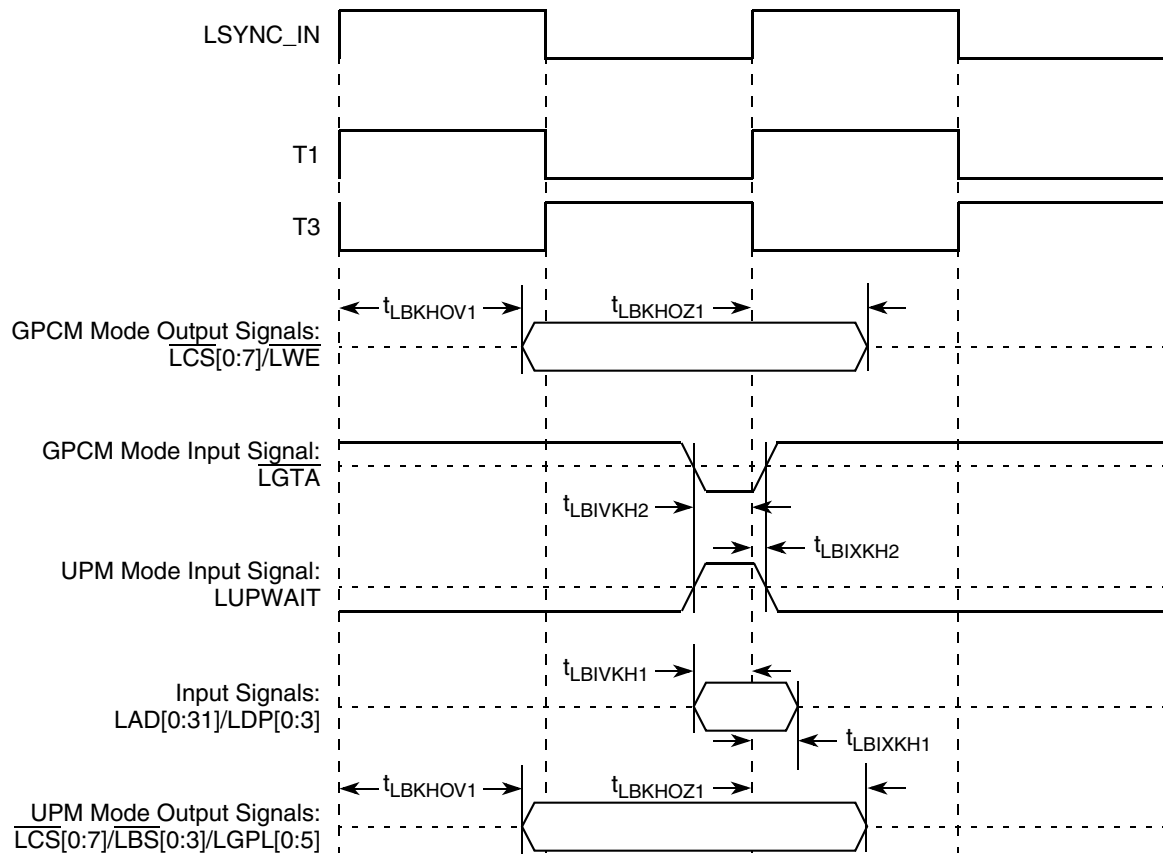 LSYNC_IN
T1
T3
tLBKHOV1
tLBKHOZ1
GPCM Mode Output Signals:
LCS[0:7]/LWE
GPCM Mode Input Signal:
LGTA
tLBIVKH2
tLBIXKH2
UPM Mode Input Signal:
LUPWAIT
tLBIVKH1
Input Signals:
LAD[0:31]/LDP[0:3]
tLBIXKH1
tLBKHOV1
tLBKHOZ1
UPM Mode Output Signals:
LCS[0:7]/LBS[0:3]/LGPL[0:5]